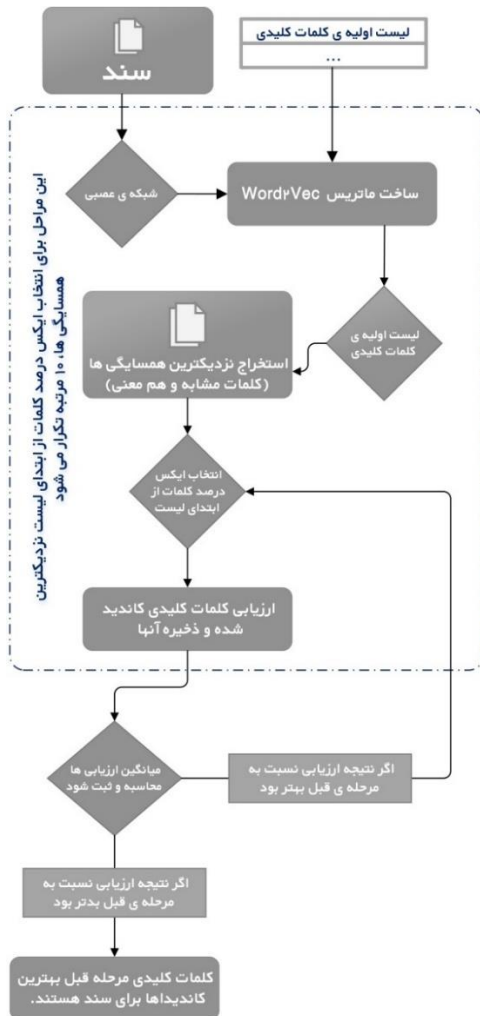 لیست اولیه ی کلمات کلیدی
...
سند
این مراحل برای انتخاب ایکس درصد کلمات از ابتدای لیست نزدیکترین
همسایگی ها، ۱۰ مرتبه تکرار می شود
شبکه ی عصبی
ساخت ماتریس Word۲Vec
لیست اولیه ی
کلمات کلیدی
استخراج نزدیکترین همسایگی ها
(کلمات مشابه و هم معنی)
انتخاب ایکس
درصد کلمات از
ابتدای لیست
ارزیابی کلمات کلیدی کاندید
شده و ذخیره آنها
میانگین ارزیابی ها
محاسبه و ثبت شود
اگر نتیجه ارزیابی نسبت به
مرحله ی قبل بهتر بود
اگر نتیجه ارزیابی نسبت به
مرحله ی قبل بدتر بود
کلمات کلیدی مرحله قبل بهترین
کاندیداها برای سند هستند.